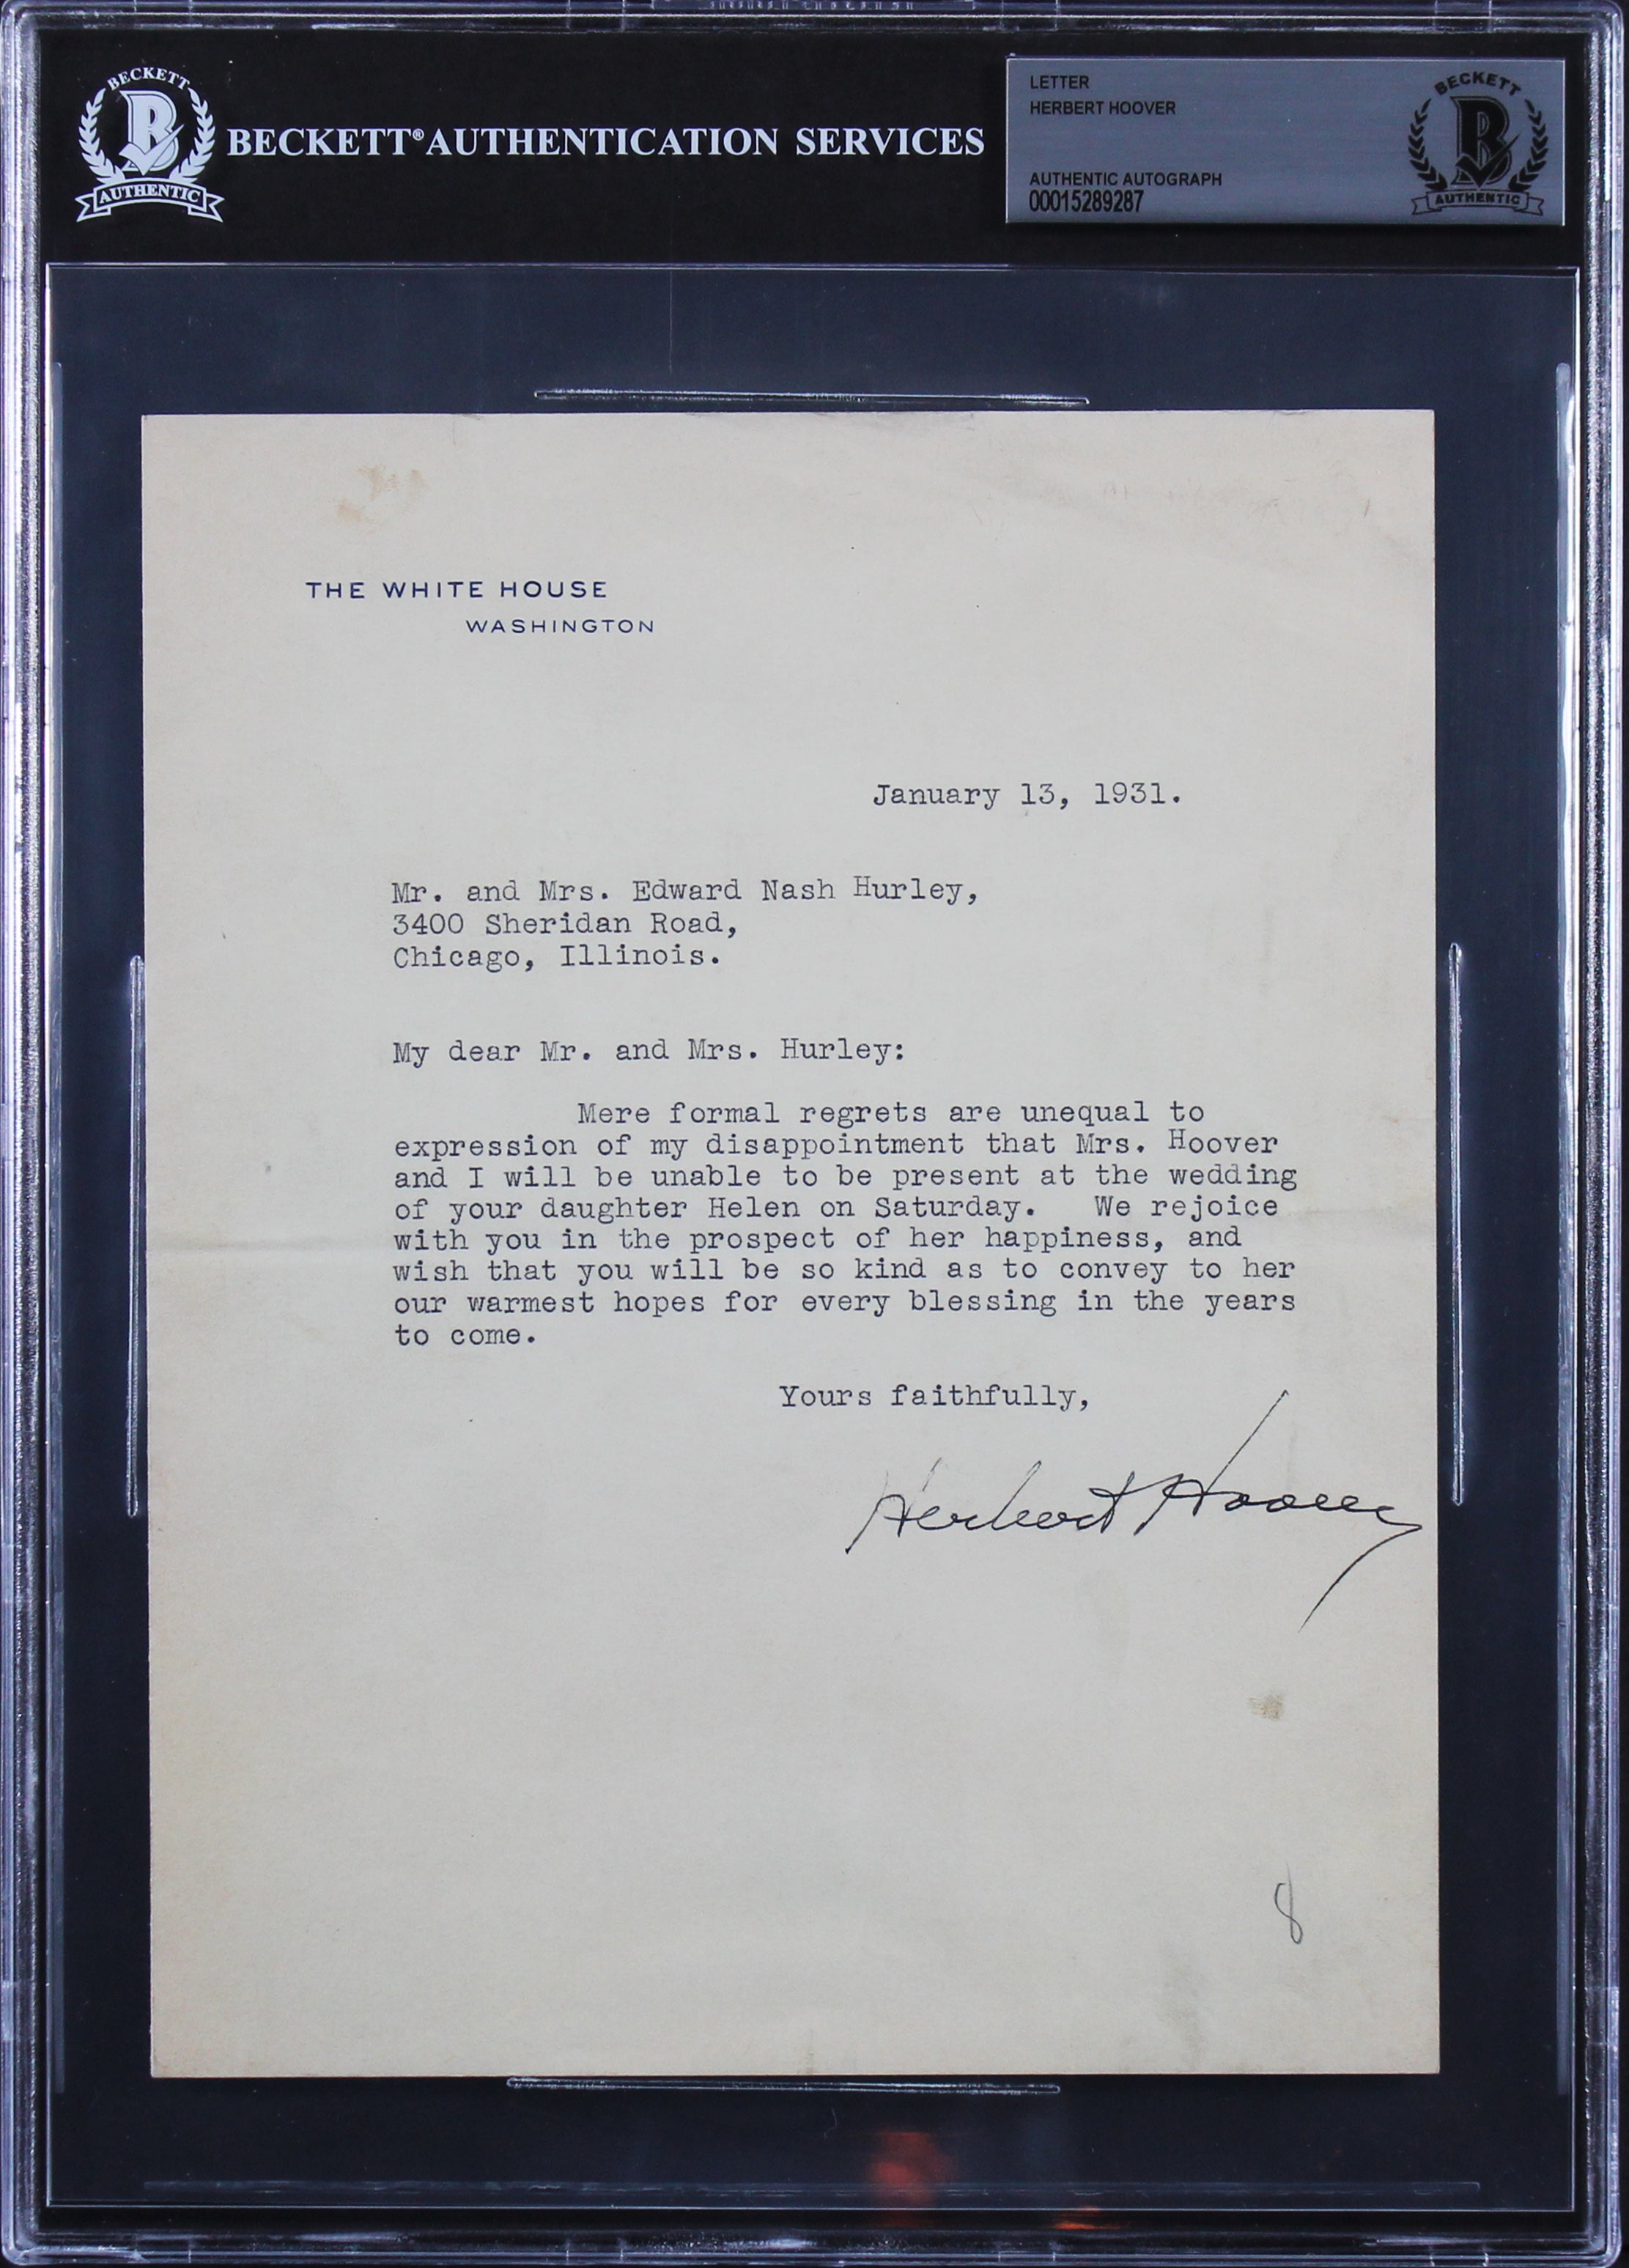 BECKETT
B
AUTHENTIC
BECKETT® AUTHENTICATION SERVICES
LETTER
HERBERT HOOVER
AUTHENTIC AUTOGRAPH
00015289287
BECKETT
B
AUTHENTIC
THE WHITE HOUSE
WASHINGTON
January 13, 1931.
Mr. and Mrs. Edward Nash Hurley,
3400 Sheridan Road,
Chicago, Illinois.
My dear Mr. and Mrs. Hurley:
Mere formal regrets are unequal to
expression of my disappointment that Mrs. Hoover
and I will be unable to be present at the wedding
of your daughter Helen on Saturday. We rejoice
with you in the prospect of her happiness, and
wish that you will be so kind as to convey to her
our warmest hopes for every blessing in the years
to come.
Yours faithfully,
Herbert Hoover
8